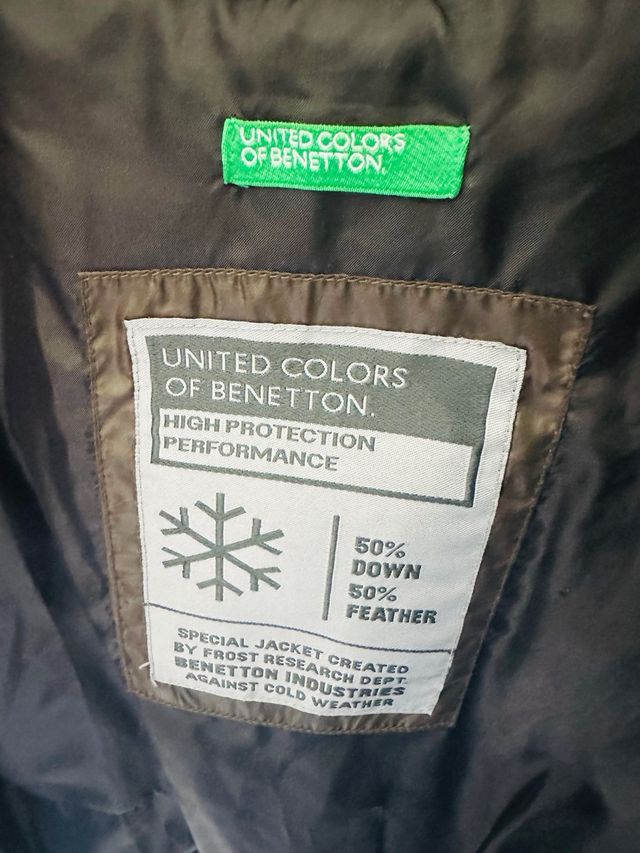 UNITED COLORS
OF BENETTON.
UNITED COLORS
OF BENETTON.
HIGH PROTECTION
PERFORMANCE
50%
DOWN
50%
FEATHER
SPECIAL JACKET CREATED
BY FROST RESEARCH DEPT.
BENETTON INDUSTRIES
AGAINST COLD WEATHER